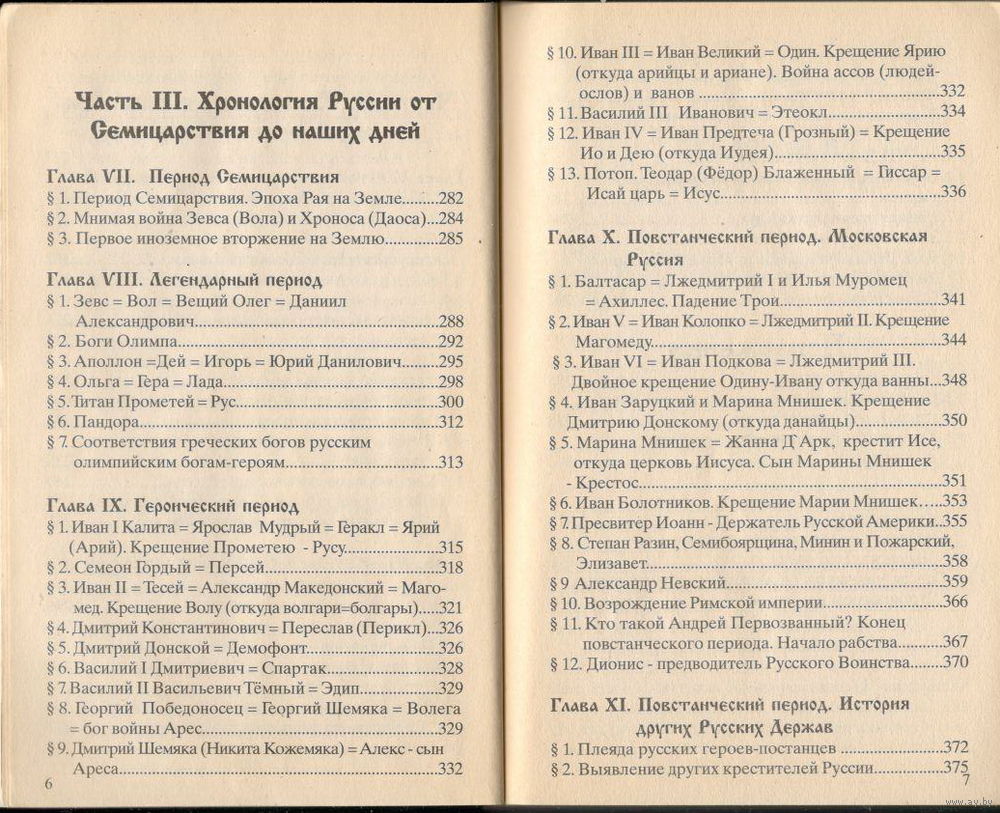 Часть III. Хронология Руссии от
Семицарствия до наших дней
Глава VII. Период Семицарствия
§ 1. Период Семицарствия. Эпоха Рая на Земле........282
§ 2. Мнимая война Зевса (Вола) и Хроноса (Даоса)...284
§ 3. Первое иноземное вторжение на Землю............285
Глава VIII. Легендарный период
§ 1. Зевс = Вол = Вещий Олег = Даниил
Александрович...............................................288
§ 2. Боги Олимпа...............................................292
§ 3. Аполлон =Дей = Игорь = Юрий Данилович........295
§ 4. Ольга = Гера = Лада.......................................298
§ 5. Титан Прометей = Рус....................................300
§ 6. Пандора......................................................312
§ 7. Соответствия греческих богов русским
олимпийским богам-героям.............................313
Глава IX. Героический период
§ 1. Иван I Калита = Ярослав Мудрый = Геракл = Ярий
(Арий). Крещение Прометею - Русу..................315
§ 2. Семеон Гордый = Персей.................................318
§ 3. Иван II = Тесей = Александр Македонский = Маго-
мед. Крещение Волу (откуда волгари=болгары).....321
§ 4. Дмитрий Константинович = Переслав (Перикл)...326
§ 5. Дмитрий Донской = Демофонт........................326
§ 6. Василий I Дмитриевич = Спартак.....................328
§ 7. Василий II Васильевич Тёмный = Эдип...............329
§ 8. Георгий Победоносец = Георгий Шемяка = Волега
= бог войны Арес............................................329
§ 9. Дмитрий Шемяка (Никита Кожемяка) = Алекс - сын
Ареса..........................................................332
6
§ 10. Иван III = Иван Великий = Один. Крещение Ярию
(откуда арийцы и ариане). Война ассов (людей-
ослов) и ванов ..............................................332
§ 11. Василий III Иванович = Этеокл.......................334
§ 12. Иван IV = Иван Предтеча (Грозный) = Крещение
Ио и Дею (откуда Иудея)................................335
§ 13. Потоп. Теодар (Фёдор) Блаженный = Гиссар =
Исай царь = Исус...........................................336
Глава X. Повстанческий период. Московская
Руссия
§ 1. Балтасар = Лжедмитрий I и Илья Муромец
= Ахиллес. Падение Трои................................341
§ 2. Иван V = Иван Колопко = Лжедмитрий II. Крещение
Магомеду.....................................................344
§ 3. Иван VI = Иван Подкова = Лжедмитрий III.
Двойное крещение Одину-Ивану откуда ванны...348
§ 4. Иван Заруцкий и Марина Мнишек. Крещение
Дмитрию Донскому (откуда данайцы)................350
§ 5. Марина Мнишек = Жанна Д'Арк, крестит Исе,
откуда церковь Иисуса. Сын Марины Мнишек
- Крестос......................................................351
§ 6. Иван Болотников. Крещение Марии Мнишек.....353
§ 7. Пресвитер Иоанн - Держатель Русской Америки..355
§ 8. Степан Разин, Семибоярщина, Минин и Пожарский,
Элизавет.......................................................358
§ 9 Александр Невский........................................359
§ 10. Возрождение Римской империи......................366
§ 11. Кто такой Андрей Первозванный? Конец
повстанческого периода. Начало рабства...........367
§ 12. Дионис - предводитель Русского Воинства.........370
Глава XI. Повстанческий период. История
других Русских Держав
§ 1. Плеяда русских героев-постанцев ....................372
§ 2. Выявление других крестителей Руссии...............375
7
www.ay.by